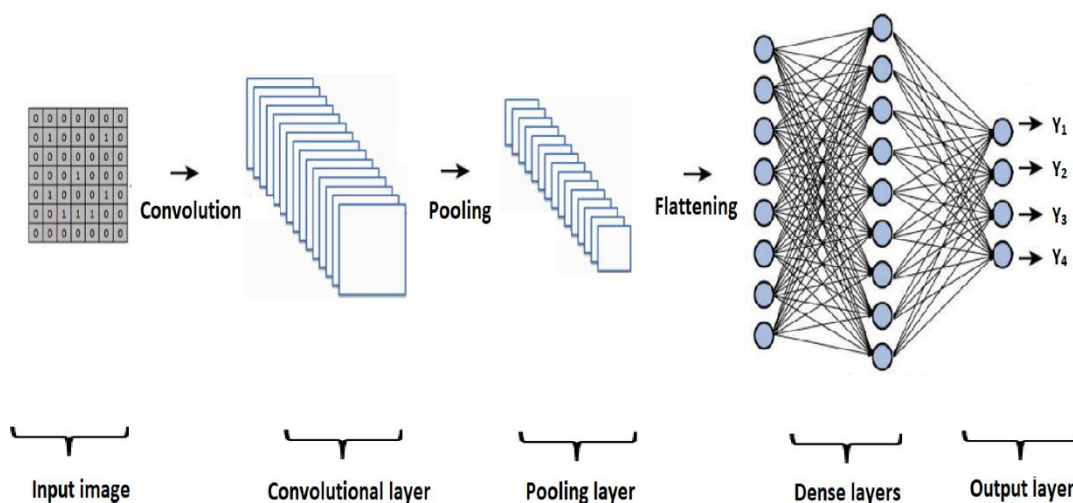 0 0 0 0 0 0 0
0 1 0 0 0 1 0
0 0 0 0 0 0 0
0 0 0 1 0 0 0
0 1 0 0 0 1 0
0 0 1 1 1 0 0
0 0 0 0 0 0 0
Convolution
Pooling
Flattening
Y1
Y2
Y3
Y4
Input image
Convolutional layer
Pooling layer
Dense layers
Output layer